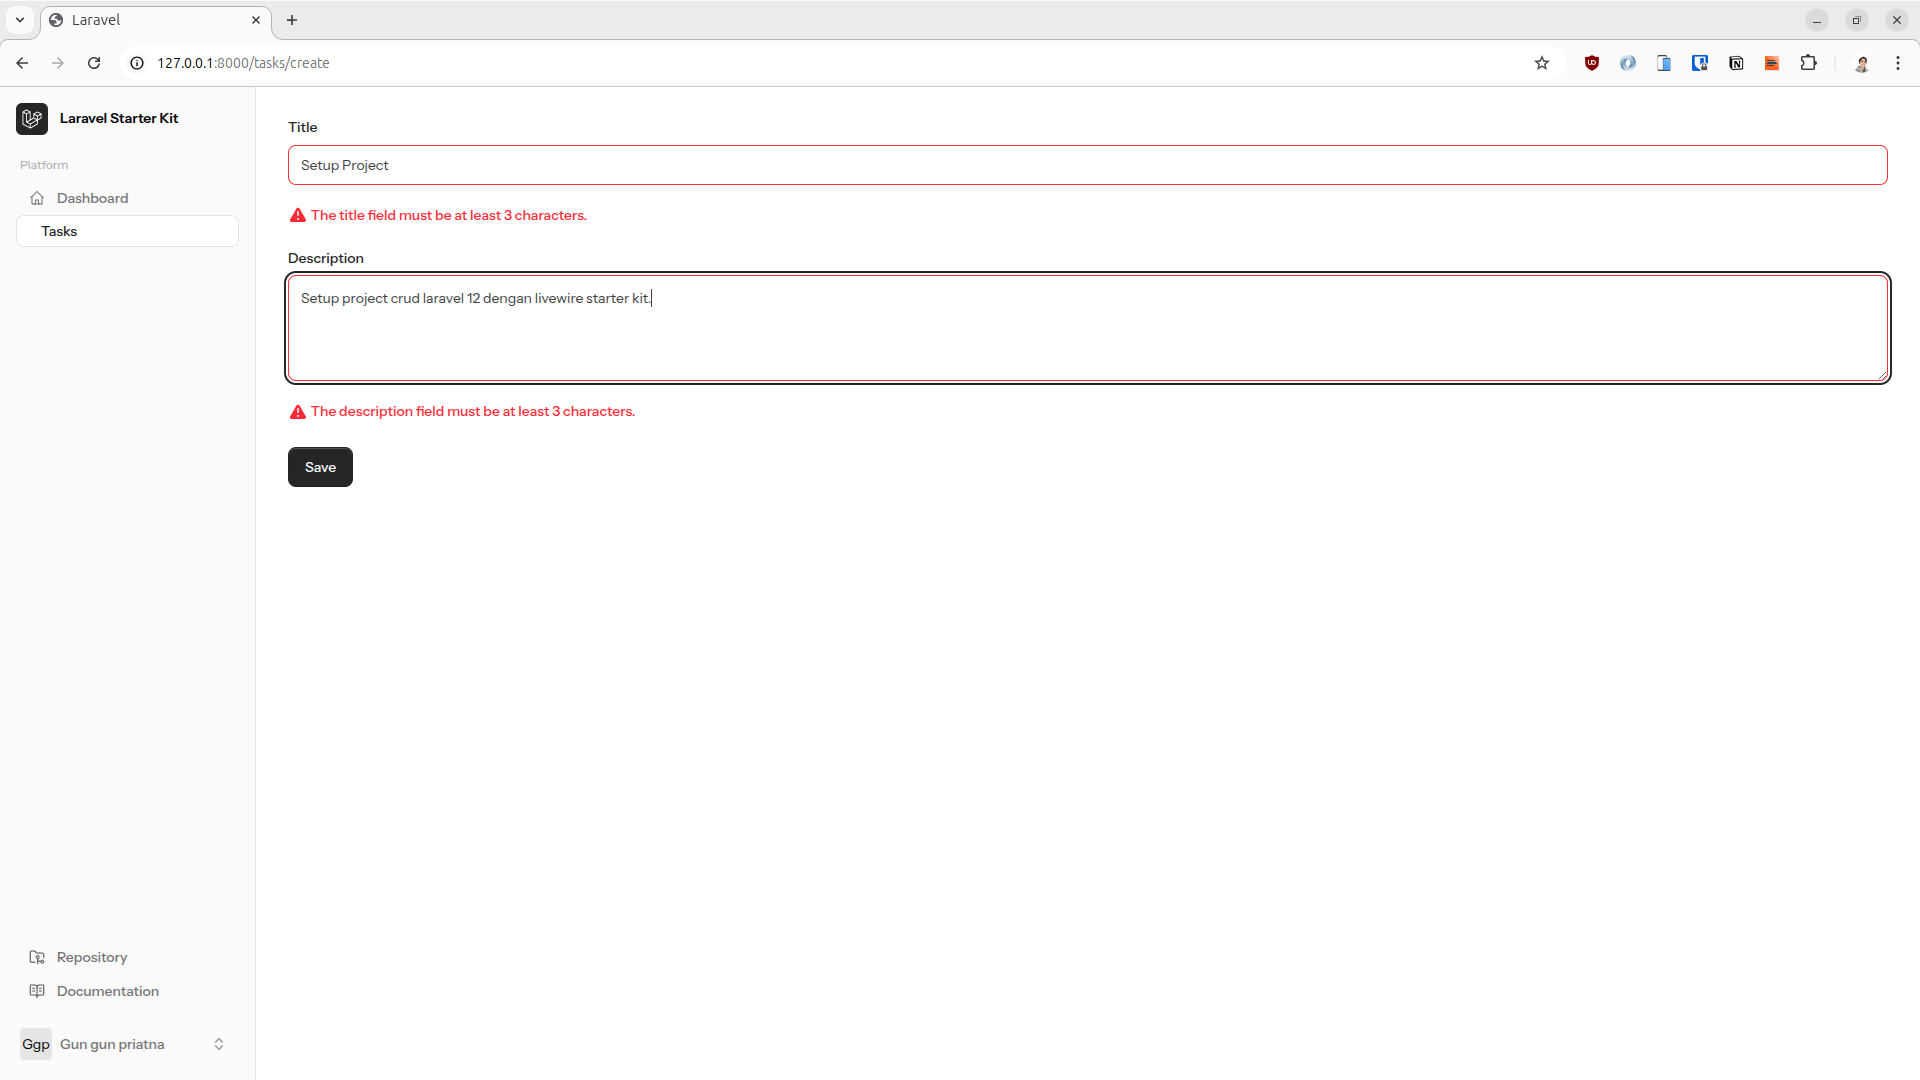 Laravel
127.0.0.1:8000/tasks/create
Laravel Starter Kit
Platform
Dashboard
Tasks
Title
Setup Project
The title field must be at least 3 characters.
Description
Setup project crud laravel 12 dengan livewire starter kit.
The description field must be at least 3 characters.
Save
Repository
Documentation
Ggp
Gun gun priatna